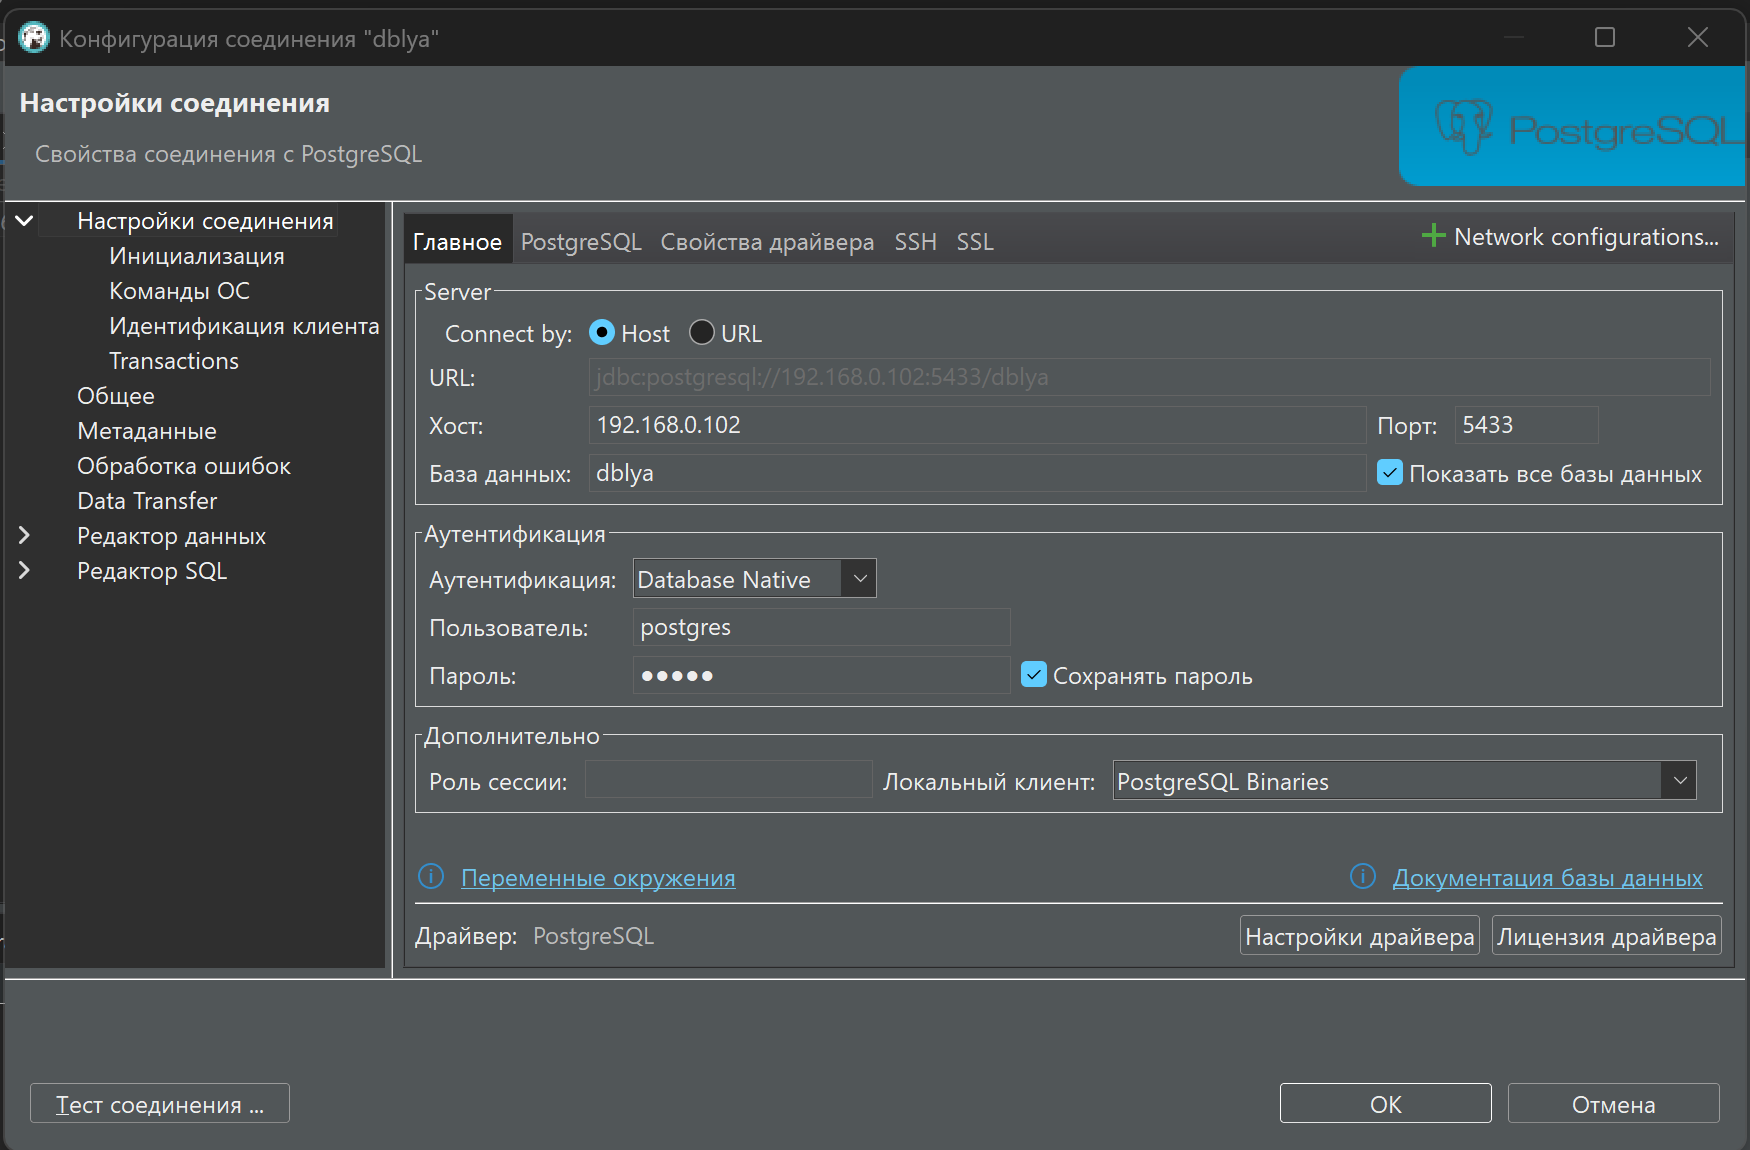 Конфигурация соединения "dblya"
Настройки соединения
Свойства соединения с PostgreSQL
PostgreSQL
Настройки соединения
Инициализация
Команды ОС
Идентификация клиента
Transactions
Общее
Метаданные
Обработка ошибок
Data Transfer
Редактор данных
Редактор SQL
Главное PostgreSQL Свойства драйвера SSH SSL Network configurations...
Server
Connect by: Host URL
URL: jdbc:postgresql://192.168.0.102:5433/dblya
Хост: 192.168.0.102 Порт: 5433
База данных: dblya Показать все базы данных
Аутентификация
Аутентификация: Database Native
Пользователь: postgres
Пароль: ●●●●● Сохранять пароль
Дополнительно
Роль сессии: Локальный клиент: PostgreSQL Binaries
Переменные окружения Документация базы данных
Драйвер: PostgreSQL Настройки драйвера Лицензия драйвера
Тест соединения ... ОК Отмена